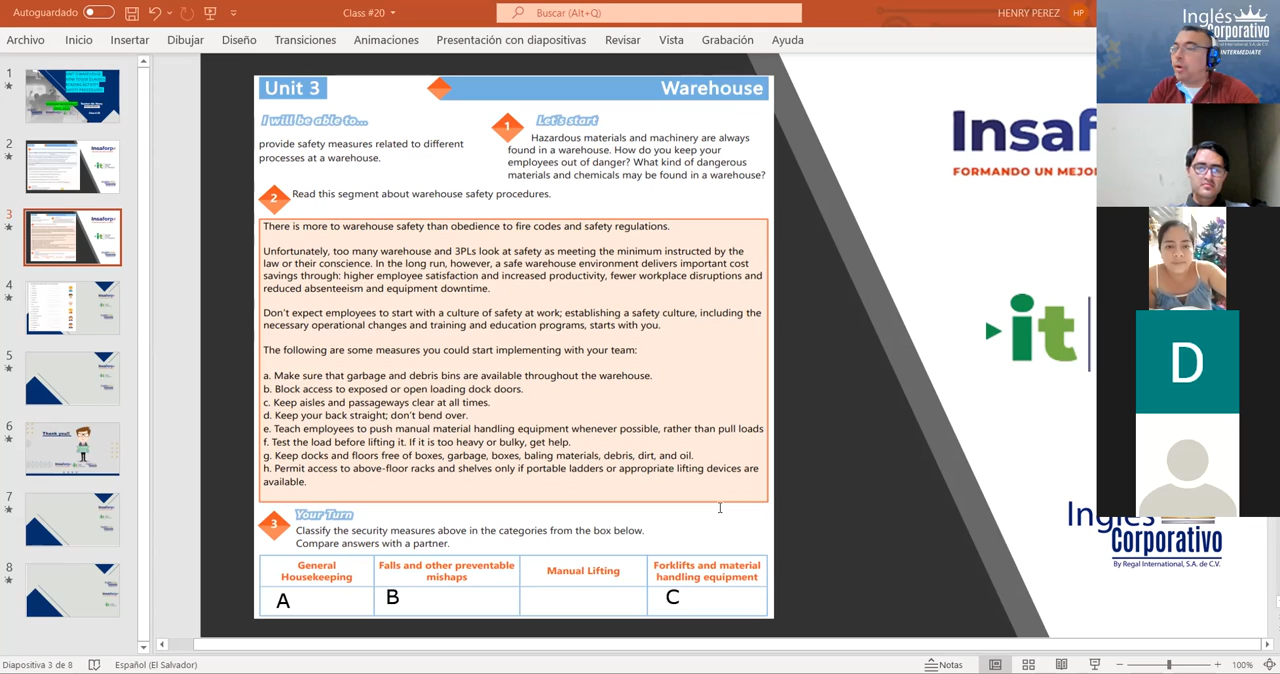 Autoguardado
Class #20
Buscar (Alt+Q)
HENRY PEREZ
HP
Archivo
Inicio
Insertar
Dibujar
Diseño
Transiciones
Animaciones
Presentación con diapositivas
Revisar
Vista
Grabación
Ayuda
1
2
3
4
5
6
Thank you!!
7
8
Unit 3
Warehouse
I will be able to...
provide safety measures related to different
processes at a warehouse.
1
Let's start
Hazardous materials and machinery are always
found in a warehouse. How do you keep your
employees out of danger? What kind of dangerous
materials and chemicals may be found in a warehouse?
2
Read this segment about warehouse safety procedures.
There is more to warehouse safety than obedience to fire codes and safety regulations.
Unfortunately, too many warehouse and 3PLs look at safety as meeting the minimum instructed by the
law or their conscience. In the long run, however, a safe warehouse environment delivers important cost
savings through: higher employee satisfaction and increased productivity, fewer workplace disruptions and
reduced absenteeism and equipment downtime.
Don't expect employees to start with a culture of safety at work; establishing a safety culture, including the
necessary operational changes and training and education programs, starts with you.
The following are some measures you could start implementing with your team:
a. Make sure that garbage and debris bins are available throughout the warehouse.
b. Block access to exposed or open loading dock doors.
c. Keep aisles and passageways clear at all times.
d. Keep your back straight; don't bend over.
e. Teach employees to push manual material handling equipment whenever possible, rather than pull loads
f. Test the load before lifting it. If it is too heavy or bulky, get help.
g. Keep docks and floors free of boxes, garbage, boxes, baling materials, debris, dirt, and oil.
h. Permit access to above-floor racks and shelves only if portable ladders or appropriate lifting devices are
available.
3
Your Turn
Classify the security measures above in the categories from the box below.
Compare answers with a partner.
General
Housekeeping
Falls and other preventable
mishaps
Manual Lifting
Forklifts and material
handling equipment
A
B
C
Insaf
FORMANDO UN MEJO
it
Inglés
Corporativo
By Regal International, S.A. de C.V.
Inglés
Corporativo
INTERMEDIATE
D
Diapositiva 3 de 8
Español (El Salvador)
Notas
100%